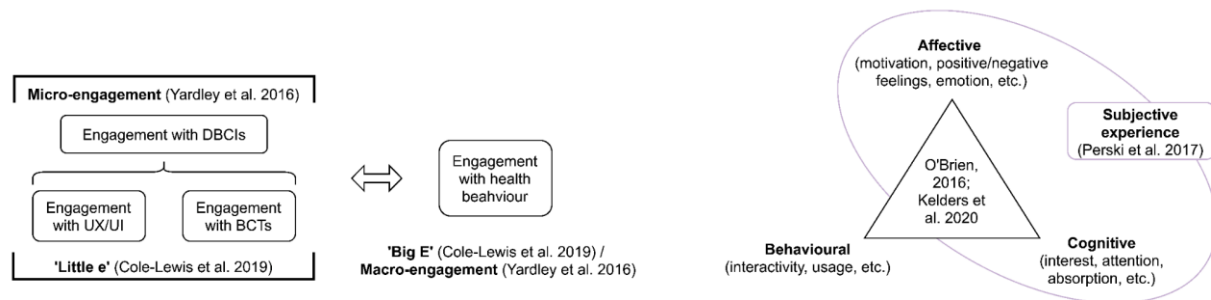 Micro-engagement (Yardley et al. 2016)
Engagement with DBCIs
Engagement
with UX/UI
Engagement
with BCTs
'Little e' (Cole-Lewis et al. 2019)
Engagement
with health
beahviour
'Big E' (Cole-Lewis et al. 2019) /
Macro-engagement (Yardley et al. 2016)
Affective
(motivation, positive/negative
feelings, emotion, etc.)
Subjective
experience
(Perski et al. 2017)
O'Brien,
2016;
Kelders
et al. 2020
Behavioural
(interactivity, usage, etc.)
Cognitive
(interest, attention,
absorption, etc.)